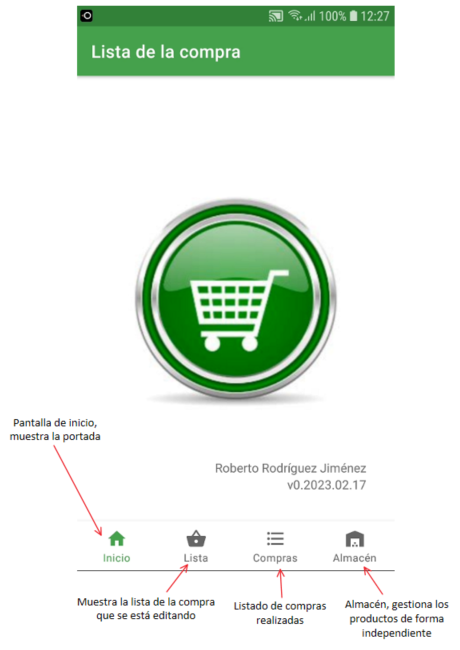 100% 12:27
Lista de la compra
Pantalla de inicio,
muestra la portada
Roberto Rodríguez Jiménez
v0.2023.02.17
Inicio
Lista
Compras
Almacén
Muestra la lista de la compra
que se está editando
Listado de compras
realizadas
Almacén, gestiona los
productos de forma
independiente